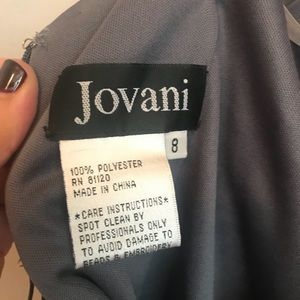 Jovani
8
100% POLYESTER
RN 81120
MADE IN CHINA
*CARE INSTRUCTIONS*
SPOT CLEAN BY
PROFESSIONALS ONLY
TO AVOID DAMAGE TO
BEADS & EMBROIDERY